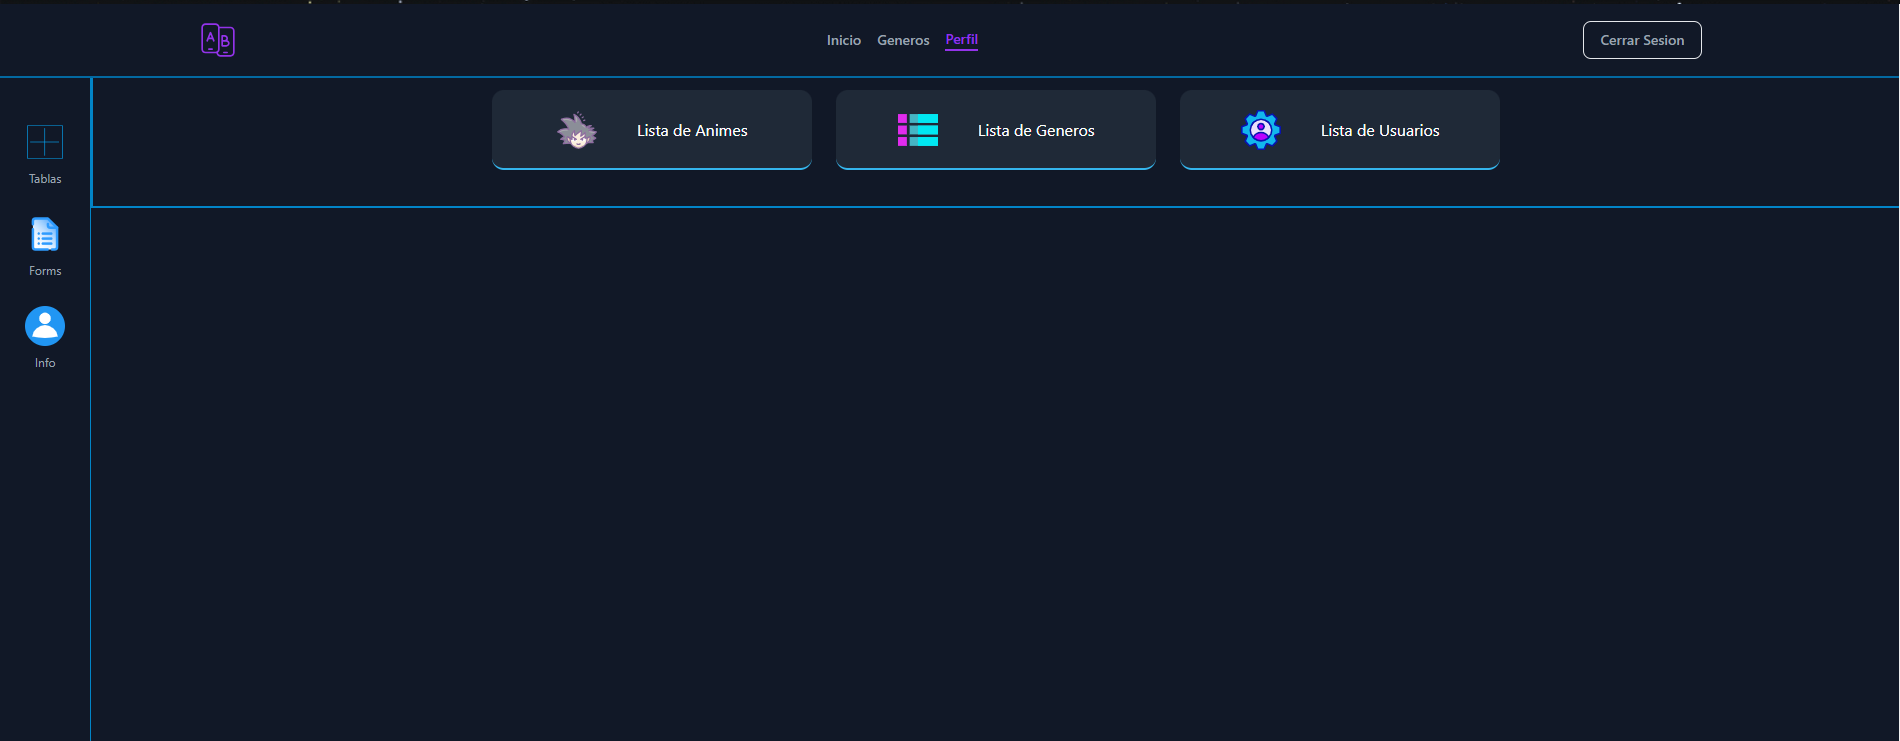 A B
Inicio Generos Perfil
Cerrar Sesion
Lista de Animes
Lista de Generos
Lista de Usuarios
Tablas
Forms
Info